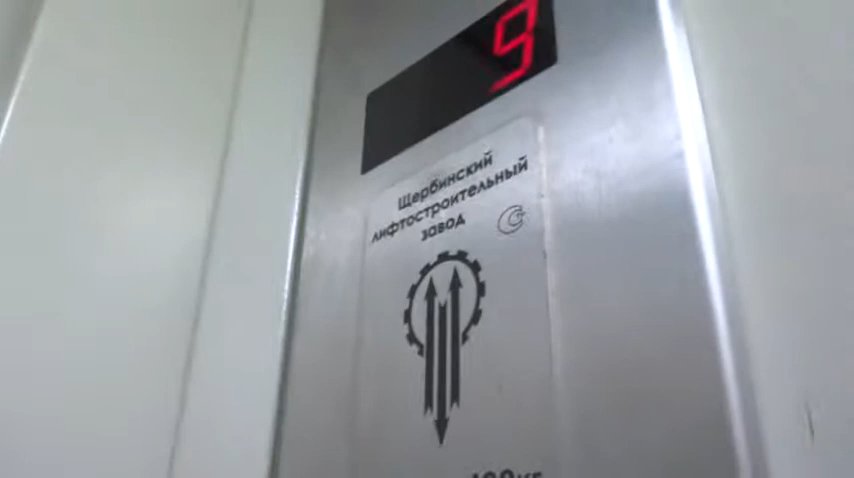 9
Щербинский
лифтостроительный
завод